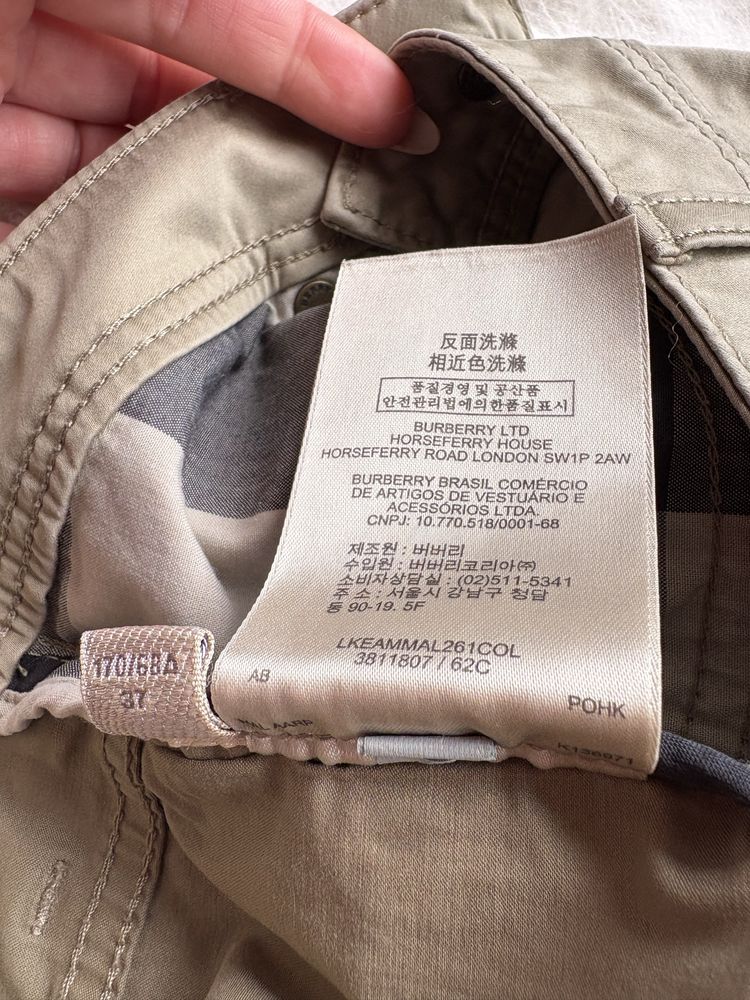 反面洗滌
相近色洗滌
품질경영 및 공산품
안전관리법에의한품질표시
BURBERRY LTD
HORSEFERRY HOUSE
HORSEFERRY ROAD LONDON SW1P 2AW
BURBERRY BRASIL COMÉRCIO
DE ARTIGOS DE VESTUÁRIO E
ACESSÓRIOS LTDA.
CNPJ: 10.770.518/0001-68
제조원 : 버버리
수입원 : 버버리코리아㈜
소비자상담실 : (02)511-5341
주소 : 서울시 강남구 청담
동 90-19. 5F
LKEAMMAL261COL
3811807 / 62C
AB
POHK
K136971
170/68A
37